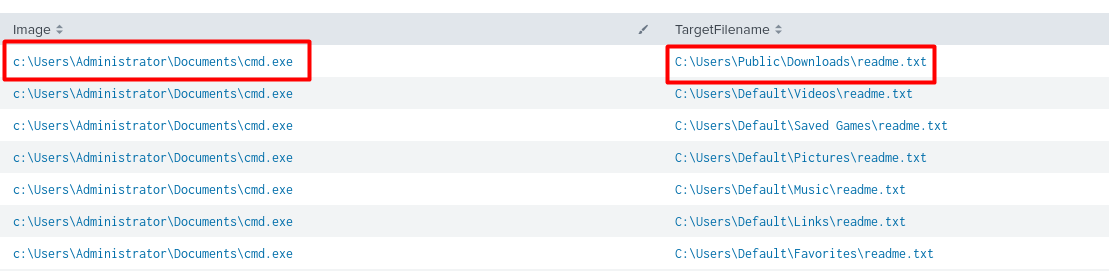 Image TargetFilename
c:\Users\Administrator\Documents\cmd.exe C:\Users\Public\Downloads\readme.txt
c:\Users\Administrator\Documents\cmd.exe C:\Users\Default\Videos\readme.txt
c:\Users\Administrator\Documents\cmd.exe C:\Users\Default\Saved Games\readme.txt
c:\Users\Administrator\Documents\cmd.exe C:\Users\Default\Pictures\readme.txt
c:\Users\Administrator\Documents\cmd.exe C:\Users\Default\Music\readme.txt
c:\Users\Administrator\Documents\cmd.exe C:\Users\Default\Links\readme.txt
c:\Users\Administrator\Documents\cmd.exe C:\Users\Default\Favorites\readme.txt